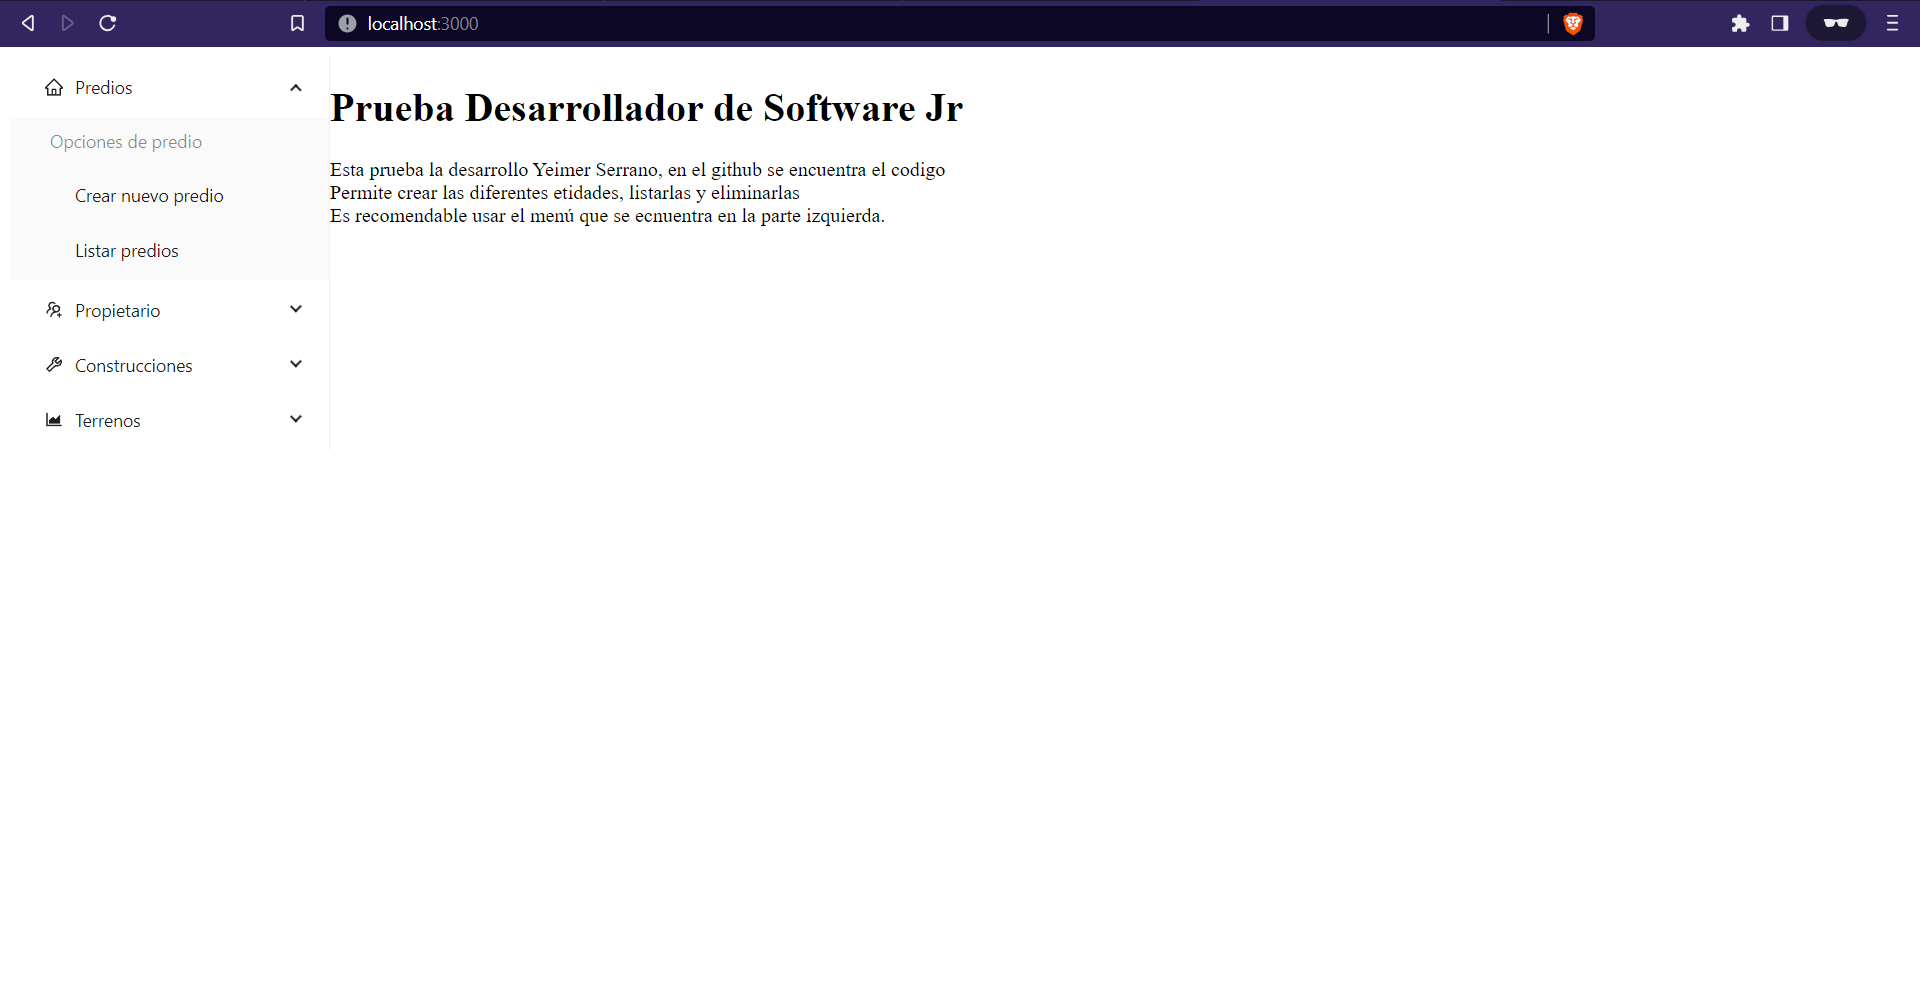 localhost:3000
Predios
Opciones de predio
Crear nuevo predio
Listar predios
Propietario
Construcciones
Terrenos
Prueba Desarrollador de Software Jr
Esta prueba la desarrollo Yeimer Serrano, en el github se encuentra el codigo
Permite crear las diferentes etidades, listarlas y eliminarlas
Es recomendable usar el menú que se ecnuentra en la parte izquierda.